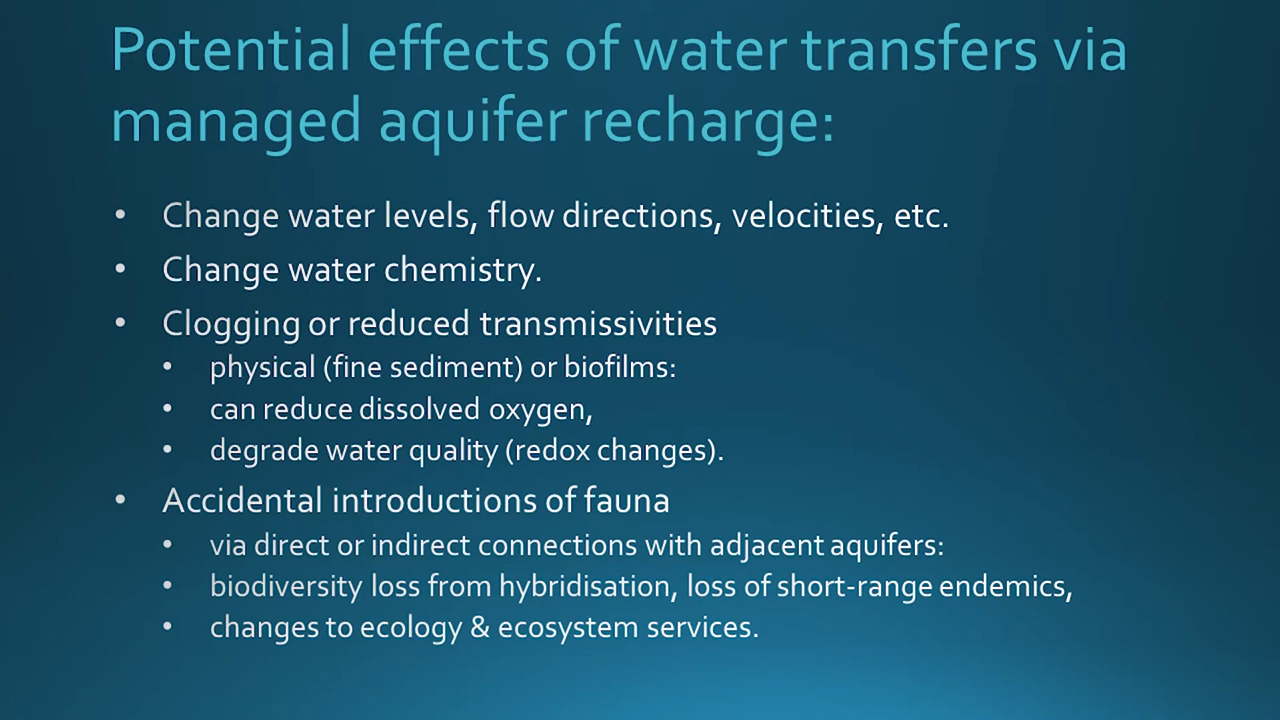 Potential effects of water transfers via
managed aquifer recharge:
• Change water levels, flow directions, velocities, etc.
• Change water chemistry.
• Clogging or reduced transmissivities
• physical (fine sediment) or biofilms:
• can reduce dissolved oxygen,
• degrade water quality (redox changes).
• Accidental introductions of fauna
• via direct or indirect connections with adjacent aquifers:
• biodiversity loss from hybridisation, loss of short-range endemics,
• changes to ecology & ecosystem services.